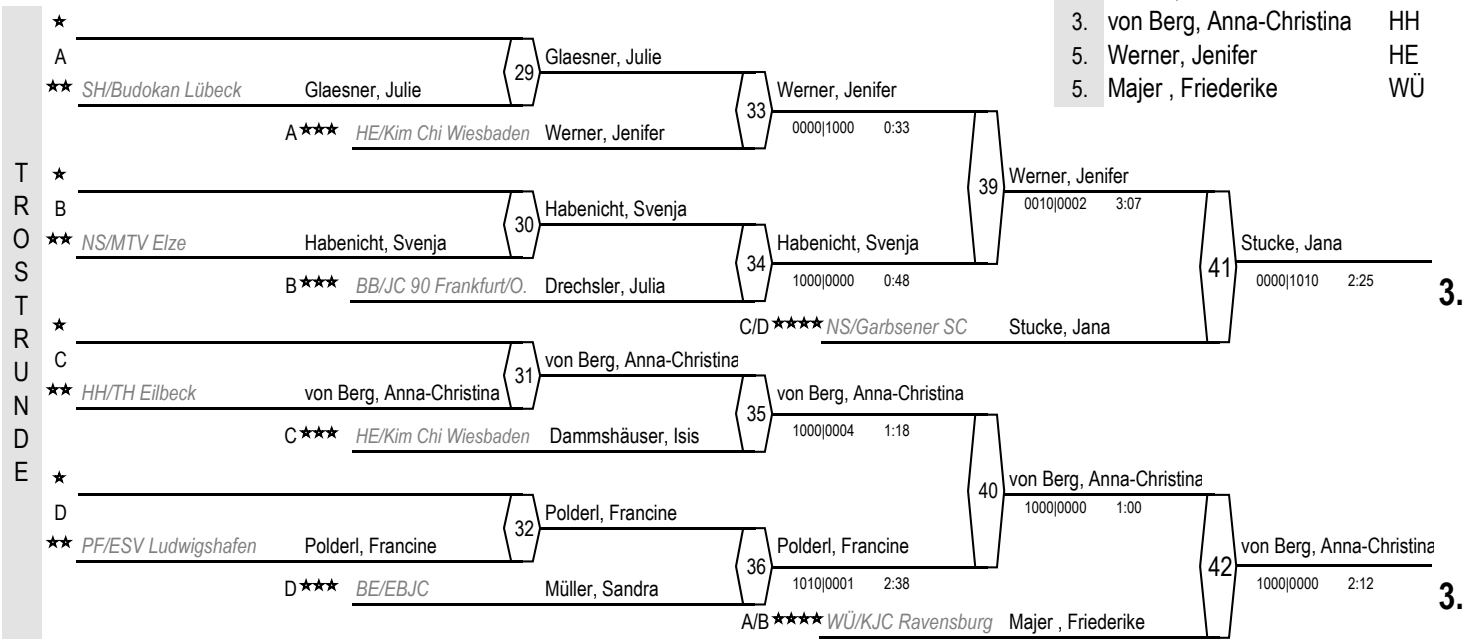 3. von Berg, Anna-Christina HH
5. Werner, Jenifer HE
5. Majer , Friederike WÜ
TROSTRUNDE
★
A
★★ SH/Budokan Lübeck Glaesner, Julie
29
Glaesner, Julie
A★★★ HE/Kim Chi Wiesbaden Werner, Jenifer
33
Werner, Jenifer
0000|1000 0:33
★
B
★★ NS/MTV Elze Habenicht, Svenja
30
Habenicht, Svenja
B★★★ BB/JC 90 Frankfurt/O. Drechsler, Julia
34
Habenicht, Svenja
1000|0000 0:48
39
Werner, Jenifer
0010|0002 3:07
C/D★★★★ NS/Garbsener SC Stucke, Jana
41
Stucke, Jana
0000|1010 2:25
3.
★
C
★★ HH/TH Eilbeck von Berg, Anna-Christina
31
von Berg, Anna-Christina
C★★★ HE/Kim Chi Wiesbaden Dammshäuser, Isis
35
von Berg, Anna-Christina
1000|0004 1:18
★
D
★★ PF/ESV Ludwigshafen Polderl, Francine
32
Polderl, Francine
D★★★ BE/EBJC Müller, Sandra
36
Polderl, Francine
1010|0001 2:38
40
von Berg, Anna-Christina
1000|0000 1:00
A/B★★★★ WÜ/KJC Ravensburg Majer , Friederike
42
von Berg, Anna-Christina
1000|0000 2:12
3.